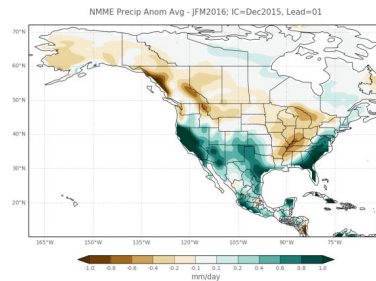 NMME Precip Anom Avg - JFM2016; IC=Dec2015, Lead=01
70°N
60°N
50°N
40°N
30°N
20°N
165°W 150°W 135°W 120°W 105°W 90°W 75°W
-1.0 -0.8 -0.6 -0.4 -0.2 -0.1 0.1 0.2 0.4 0.6 0.8 1.0
mm/day